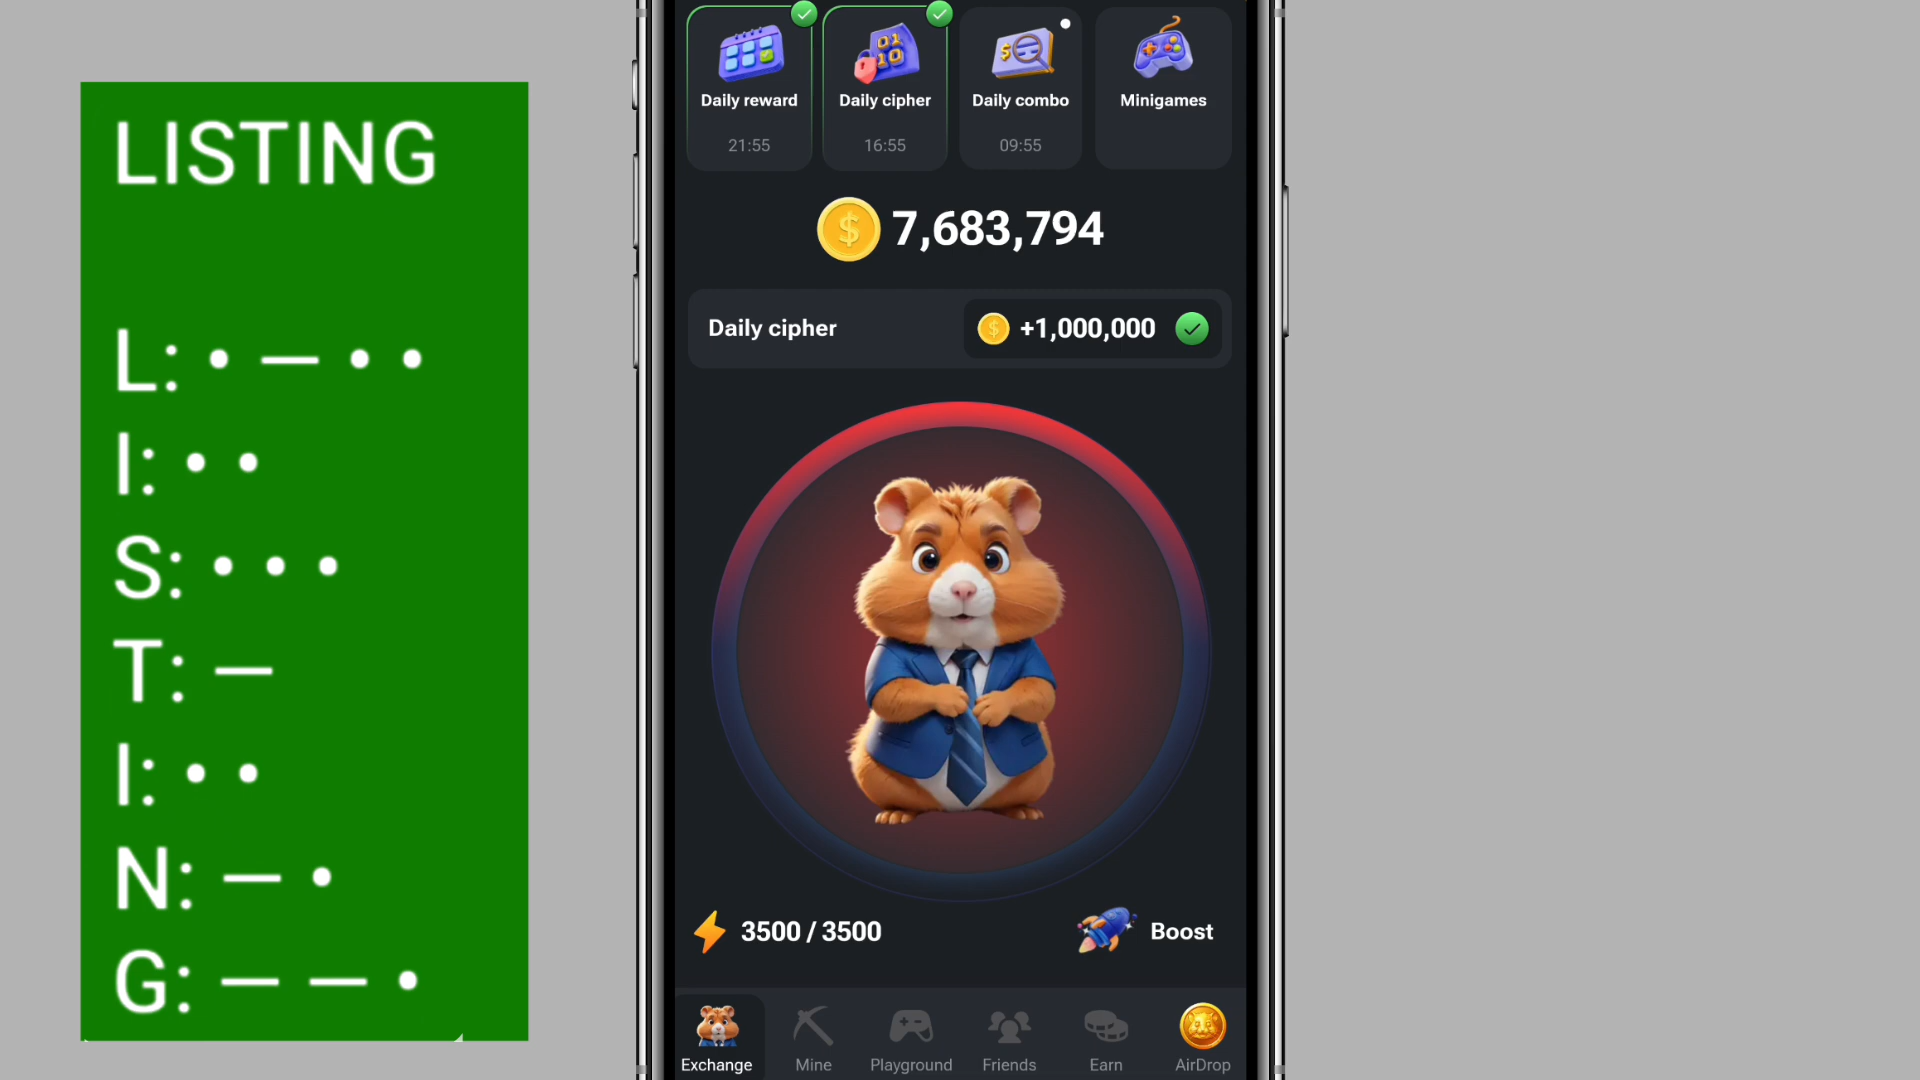 LISTING
L: • — • •
I: • •
S: • • •
T: —
I: • •
N: — •
G: — — •
Daily reward
21:55
Daily cipher
16:55
Daily combo
09:55
Minigames
7,683,794
Daily cipher +1,000,000
3500 / 3500
Boost
Exchange
Mine
Playground
Friends
Earn
AirDrop